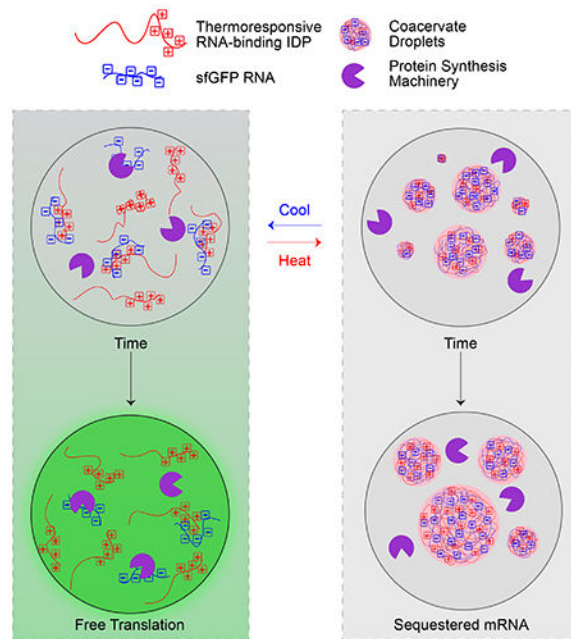 Thermoresponsive
RNA-binding IDP
Coacervate
Droplets
sfGFP RNA
Protein Synthesis
Machinery
Cool
Heat
Time
Time
Free Translation
Sequestered mRNA